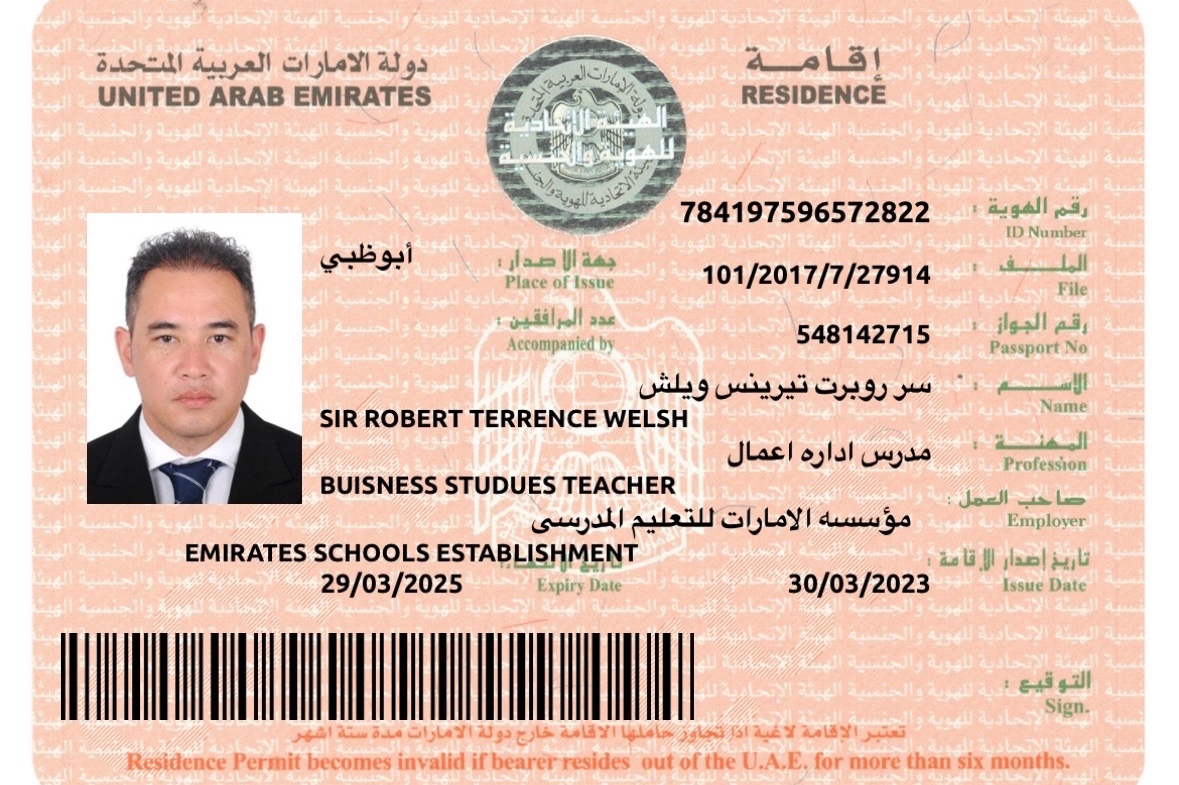 دولة الامارات العربية المتحدة
UNITED ARAB EMIRATES
إقامة
RESIDENCE
الهيئة الاتحادية
للهوية والجنسية
رقم الهوية :
ID Number
784197596572822
أبوظبي
جهة الاصدار :
Place of Issue
الملف :
File
101/2017/7/27914
عدد المرافقين :
Accompanied by
رقم الجواز :
Passport No
548142715
الاسم :
Name
سر روبرت تيرينس ويلش
SIR ROBERT TERRENCE WELSH
المهنة :
Profession
مدرس اداره اعمال
BUISNESS STUDUES TEACHER
صاحب العمل :
Employer
مؤسسه الامارات للتعليم المدرسى
EMIRATES SCHOOLS ESTABLISHMENT
تاريخ إصدار الإقامة :
Issue Date
30/03/2023
تاريخ الانتهاء :
Expiry Date
29/03/2025
التوقيع :
Sign.
تعتبر الإقامة لاغية اذا تجاوز حاملها الاقامة خارج دولة الامارات مدة ستة اشهر
Residence Permit becomes invalid if bearer resides out of the U.A.E. for more than six months.